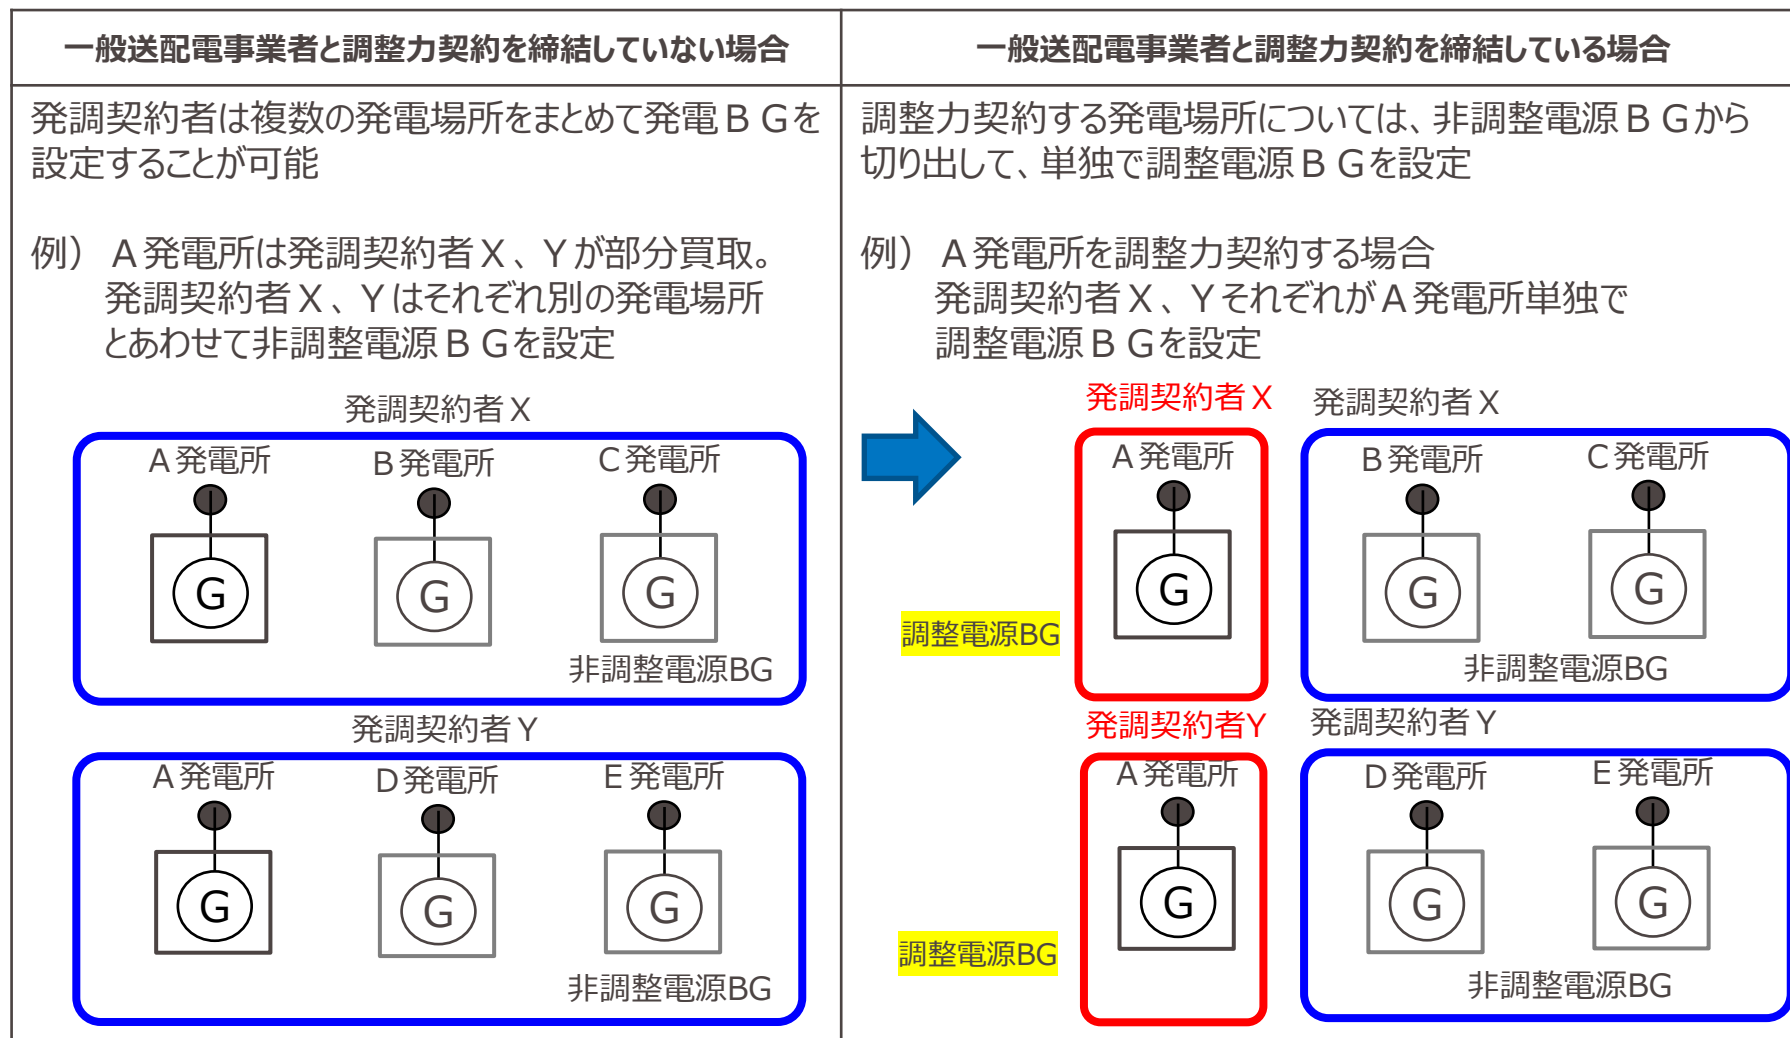 一般送配電事業者と調整力契約を締結していない場合
発調契約者は複数の発電場所をまとめて発電ＢＧを
設定することが可能
例） Ａ発電所は発調契約者Ｘ、Ｙが部分買取。
発調契約者Ｘ、Ｙはそれぞれ別の発電場所
とあわせて非調整電源ＢＧを設定
発調契約者Ｘ
Ａ発電所 Ｂ発電所 Ｃ発電所
G G G
非調整電源BG
発調契約者Ｙ
Ａ発電所 Ｄ発電所 Ｅ発電所
G G G
非調整電源BG
一般送配電事業者と調整力契約を締結している場合
調整力契約する発電場所については、非調整電源ＢＧから
切り出して、単独で調整電源ＢＧを設定
例） Ａ発電所を調整力契約する場合
発調契約者Ｘ、ＹそれぞれがＡ発電所単独で
調整電源ＢＧを設定
発調契約者Ｘ 発調契約者Ｘ
Ａ発電所 Ｂ発電所 Ｃ発電所
G G G
調整電源BG
非調整電源BG
発調契約者Y 発調契約者Ｙ
Ａ発電所 Ｄ発電所 Ｅ発電所
G G G
調整電源BG
非調整電源BG